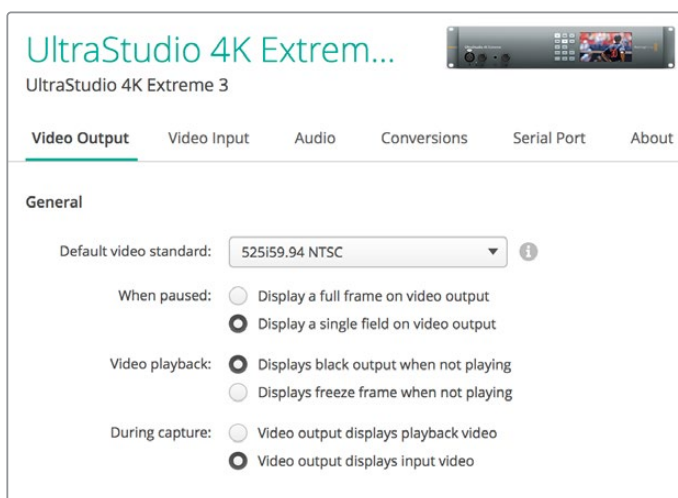 UltraStudio 4K Extrem...
UltraStudio 4K Extreme 3
Video Output Video Input Audio Conversions Serial Port About
General
Default video standard: 525i59.94 NTSC
When paused: Display a full frame on video output
Display a single field on video output
Video playback: Displays black output when not playing
Displays freeze frame when not playing
During capture: Video output displays playback video
Video output displays input video